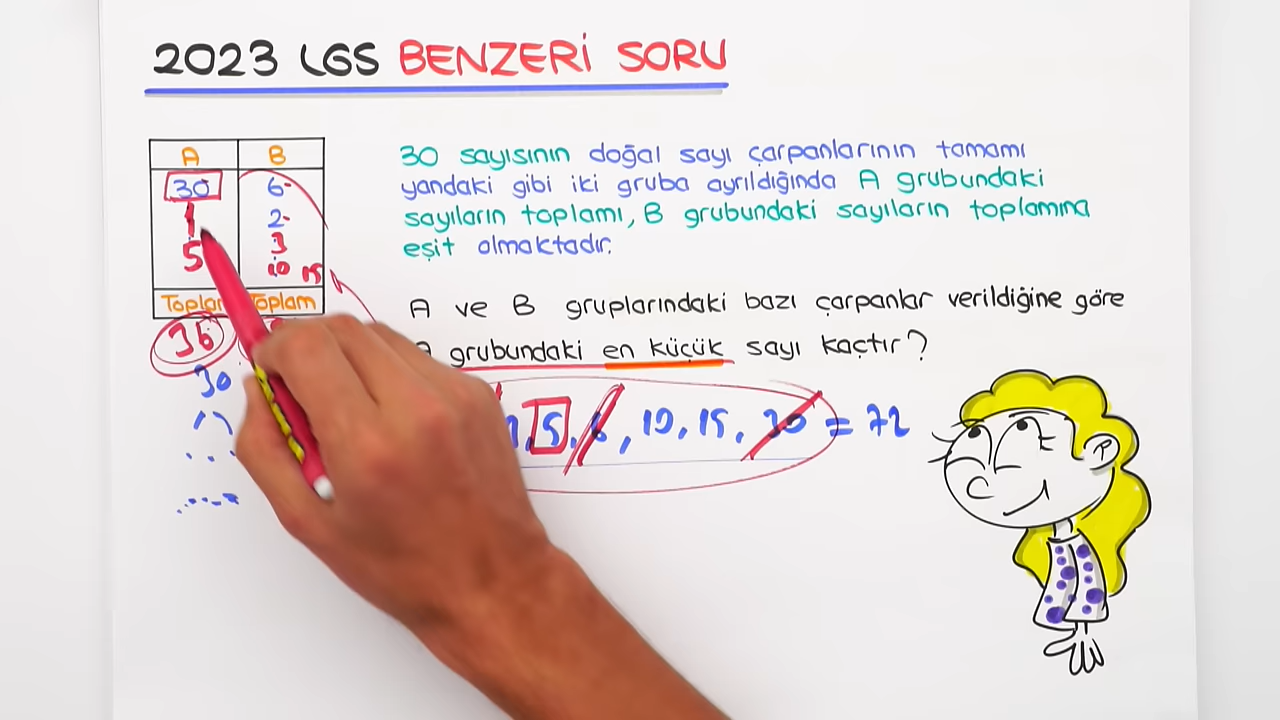 2023 LGS BENZERİ SORU
A B
30 6
1 2
5 3
10 15
Toplam
36
30
30 sayısının doğal sayı çarpanlarının tamamı
yandaki gibi iki gruba ayrıldığında A grubundaki
sayıların toplamı, B grubundaki sayıların toplamına
eşit olmaktadır.
A ve B gruplarındaki bazı çarpanlar verildiğine göre
grubundaki en küçük sayı kaçtır?
5, 6, 10, 15, 30 = 72